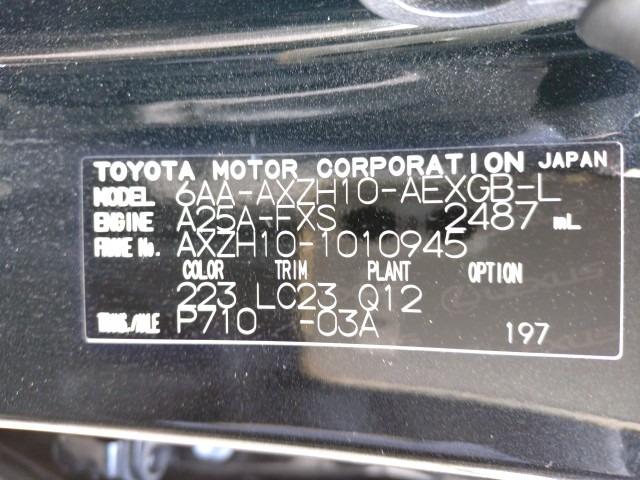 TOYOTA MOTOR CORPORATION JAPAN
MODEL 6AA-AXZH10-AEXGB-L
ENGINE A25A-FXS 2487 mL
FRAME No. AXZH10-1010945
COLOR TRIM PLANT OPTION
223 LC23 Q12
TRANS./AXLE P710 -03A 197
LEXUS